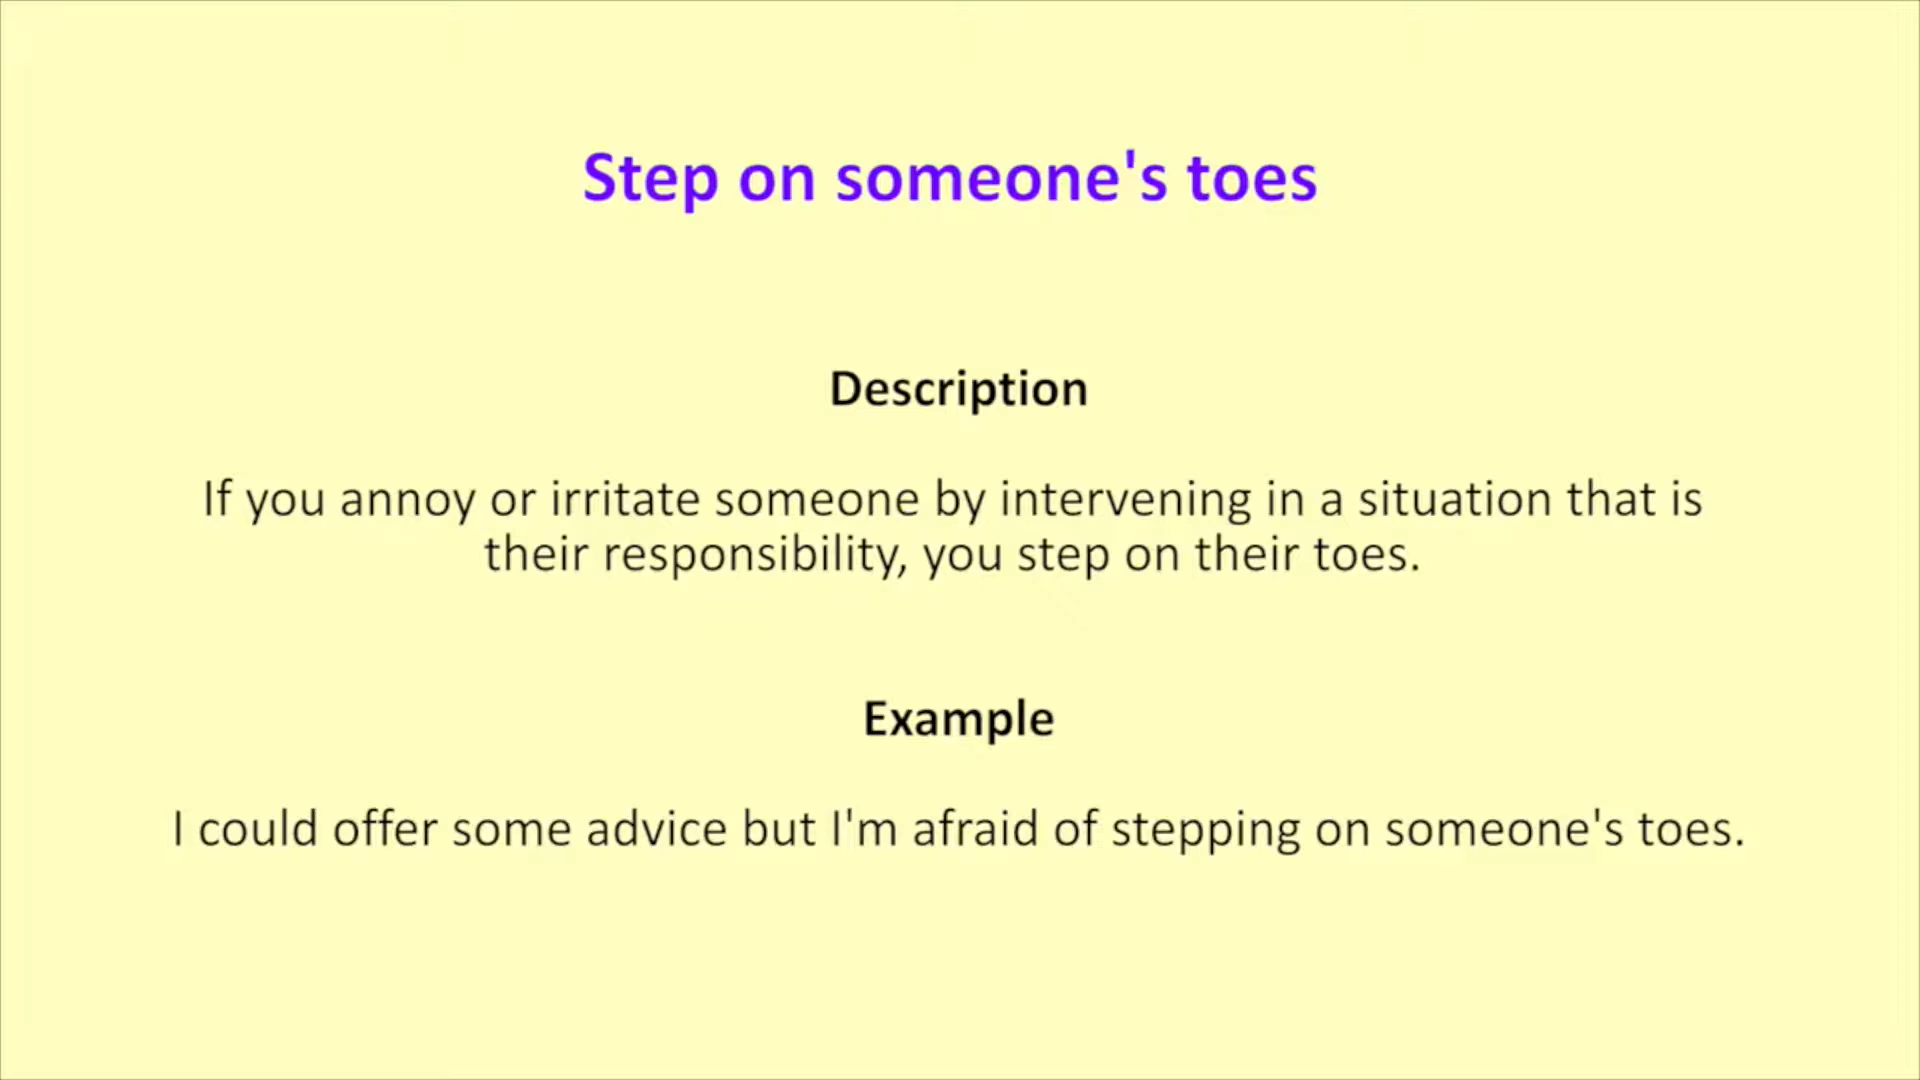 Step on someone's toes
Description
If you annoy or irritate someone by intervening in a situation that is
their responsibility, you step on their toes.
Example
I could offer some advice but I'm afraid of stepping on someone's toes.